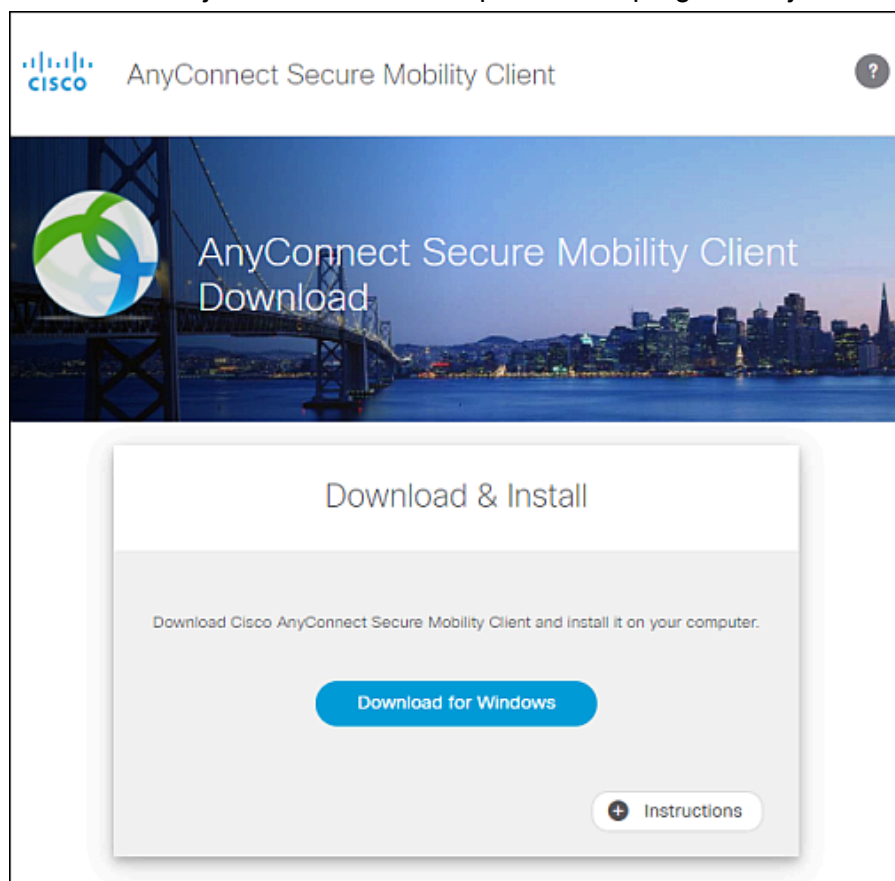 CISCO
AnyConnect Secure Mobility Client
?
AnyConnect Secure Mobility Client
Download
Download & Install
Download Cisco AnyConnect Secure Mobility Client and install it on your computer.
Download for Windows
Instructions